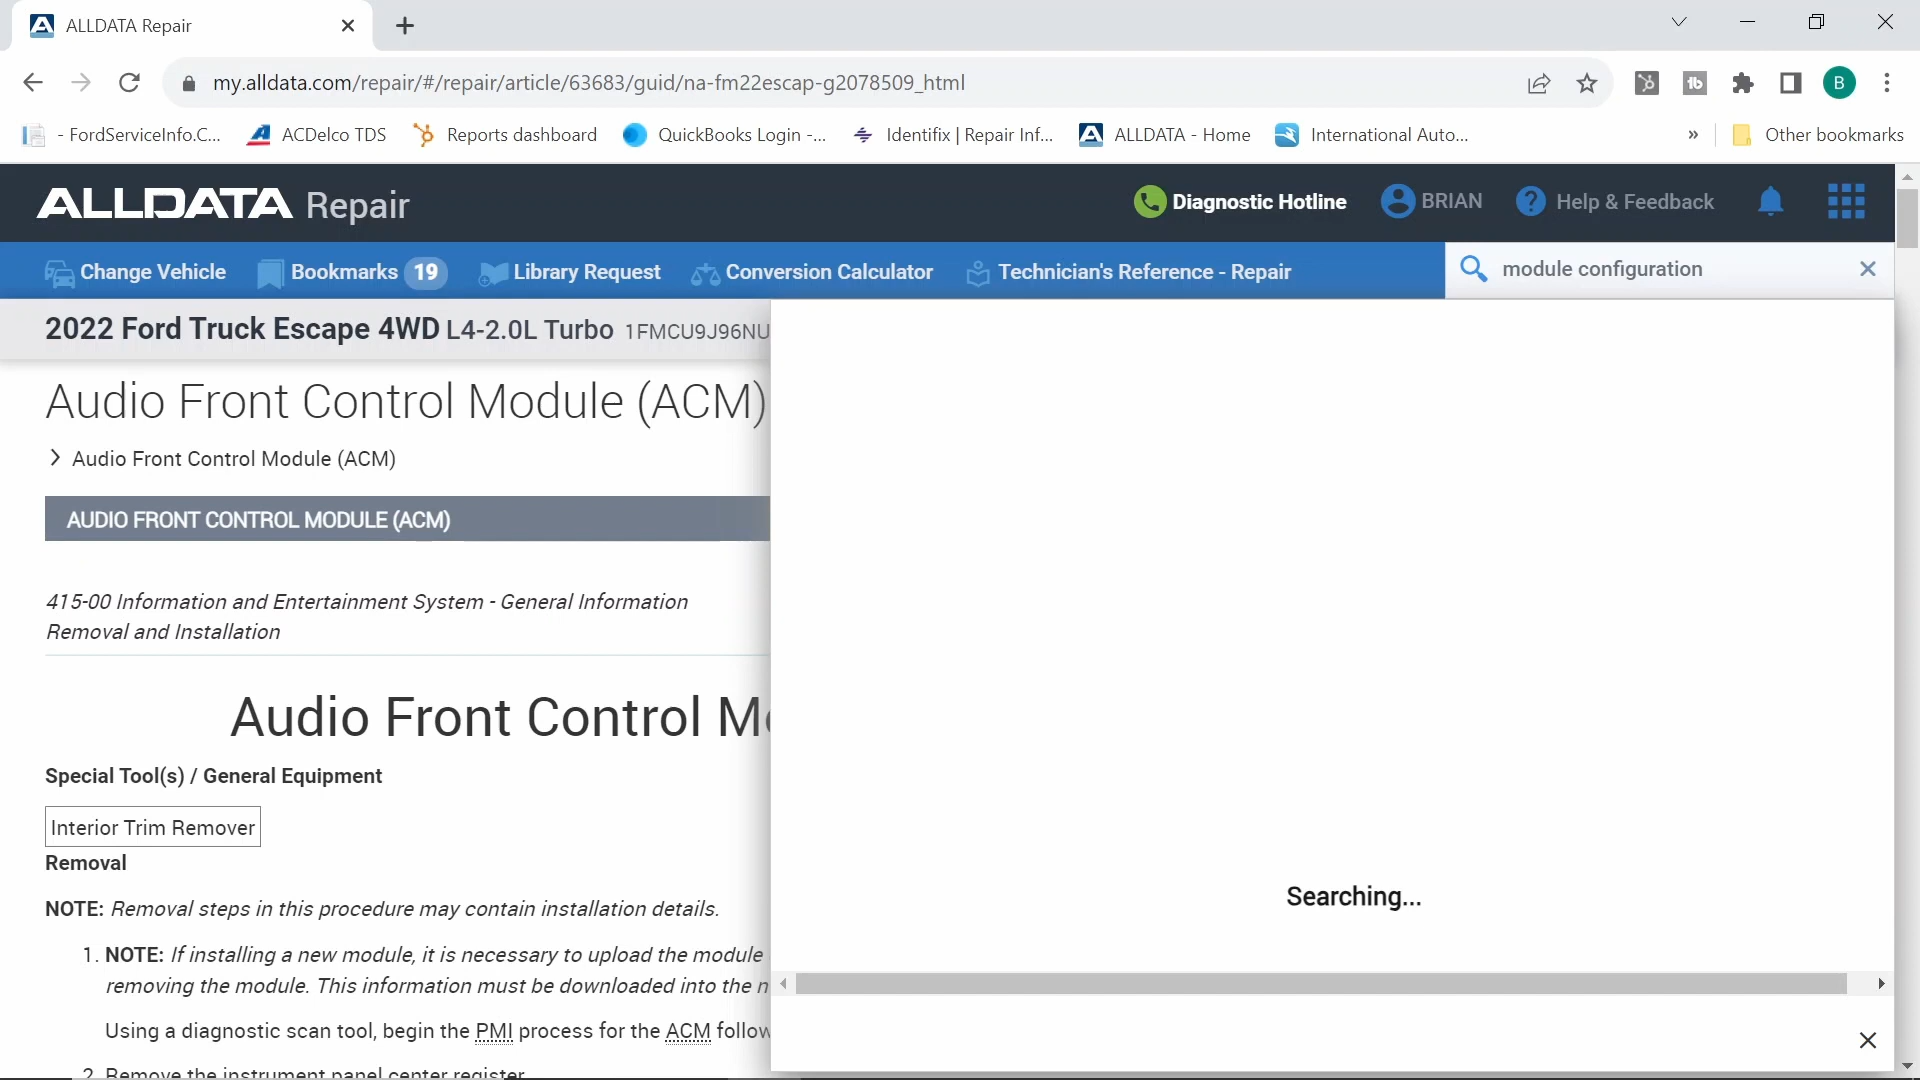 ALLDATA Repair
my.alldata.com/repair/#/repair/article/63683/guid/na-fm22escap-g2078509_html
B
- FordServiceInfo.C... ACDelco TDS Reports dashboard QuickBooks Login -... Identifix | Repair Inf... ALLDATA - Home International Auto... » Other bookmarks
ALLDATA Repair Diagnostic Hotline BRIAN Help & Feedback
Change Vehicle Bookmarks 19 Library Request Conversion Calculator Technician's Reference - Repair module configuration
2022 Ford Truck Escape 4WD L4-2.0L Turbo 1FMCU9J96NU
Audio Front Control Module (ACM)
Audio Front Control Module (ACM)
AUDIO FRONT CONTROL MODULE (ACM)
415-00 Information and Entertainment System - General Information
Removal and Installation
Audio Front Control M
Special Tool(s) / General Equipment
Interior Trim Remover
Removal
NOTE: Removal steps in this procedure may contain installation details.
Searching...
1. NOTE: If installing a new module, it is necessary to upload the module
removing the module. This information must be downloaded into the n
Using a diagnostic scan tool, begin the PMI process for the ACM follow
2. Remove the instrument panel center register